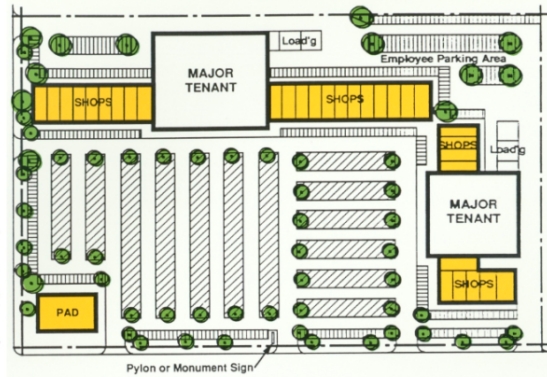 Load'g
MAJOR
TENANT
Employee Parking Area
SHOPS
SHOPS
SHOPS
Load'g
MAJOR
TENANT
SHOPS
PAD
Pylon or Monument Sign